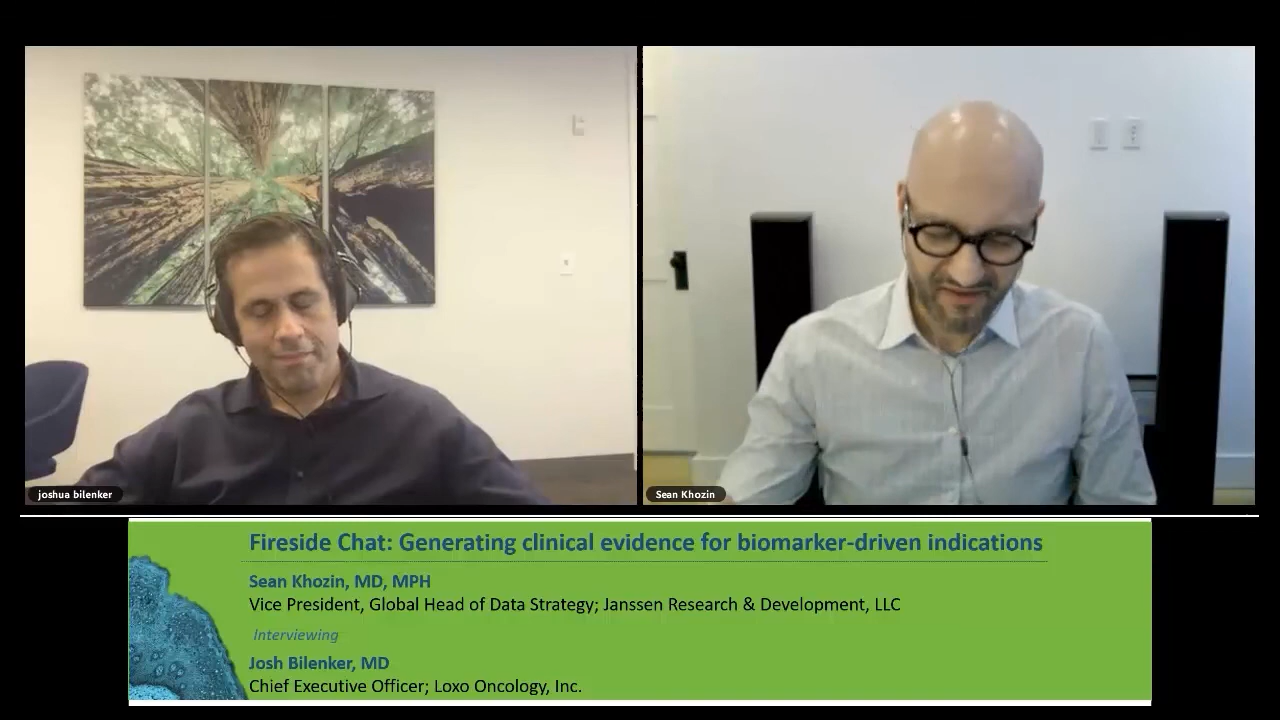 joshua bilenker
Sean Khozin
Fireside Chat: Generating clinical evidence for biomarker-driven indications
Sean Khozin, MD, MPH
Vice President, Global Head of Data Strategy; Janssen Research & Development, LLC
Interviewing
Josh Bilenker, MD
Chief Executive Officer; Loxo Oncology, Inc.